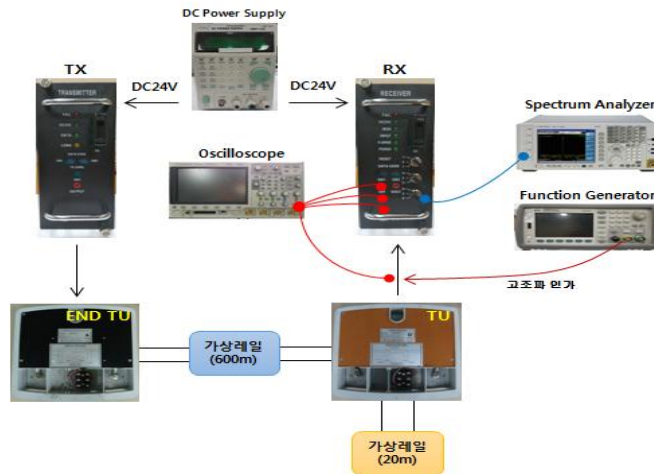 DC Power Supply
TX
DC24V
DC24V
RX
TRANSMITTER
RECEIVER
Spectrum Analyzer
Oscilloscope
Function Generator
고조파 인가
END TU
TU
가상레일
(600m)
가상레일
(20m)